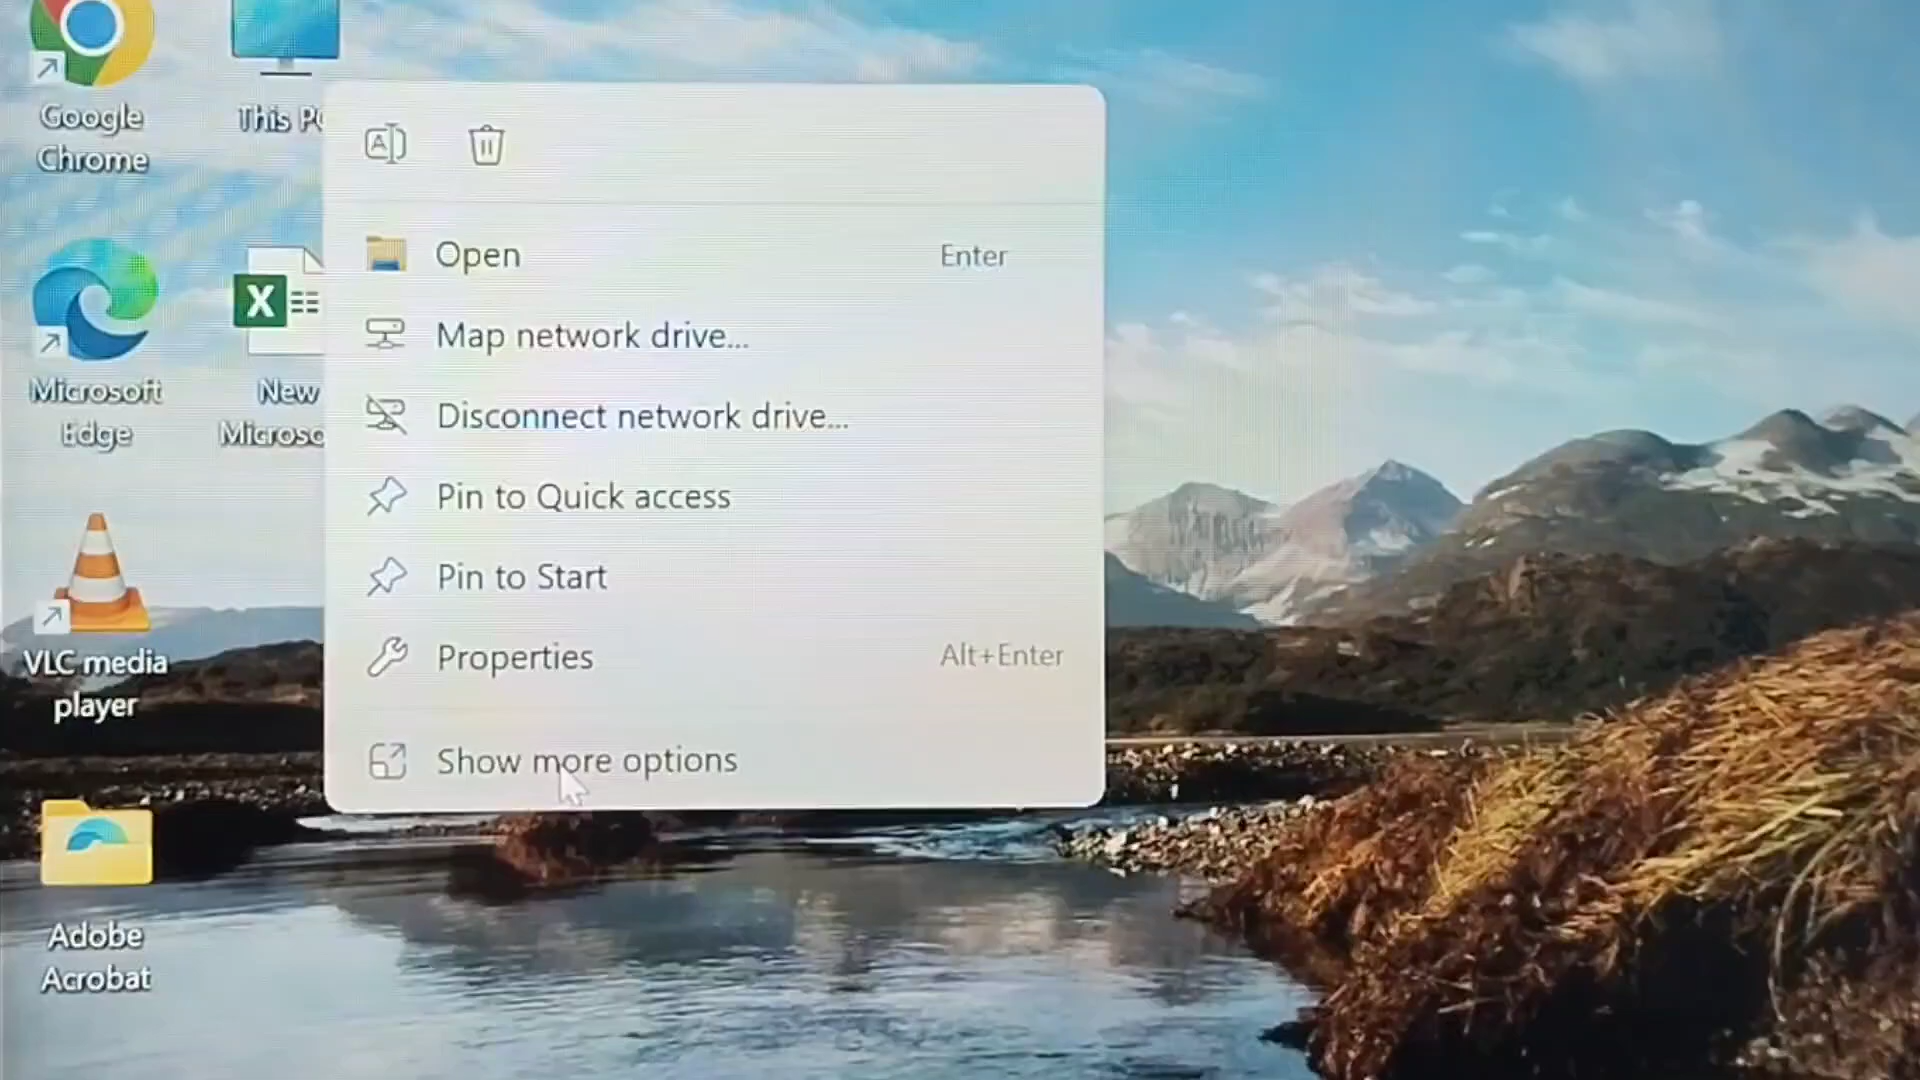 Google
Chrome
This P
Microsoft
Edge
New
Microso
VLC media
player
Adobe
Acrobat
Open Enter
Map network drive...
Disconnect network drive...
Pin to Quick access
Pin to Start
Properties Alt+Enter
Show more options